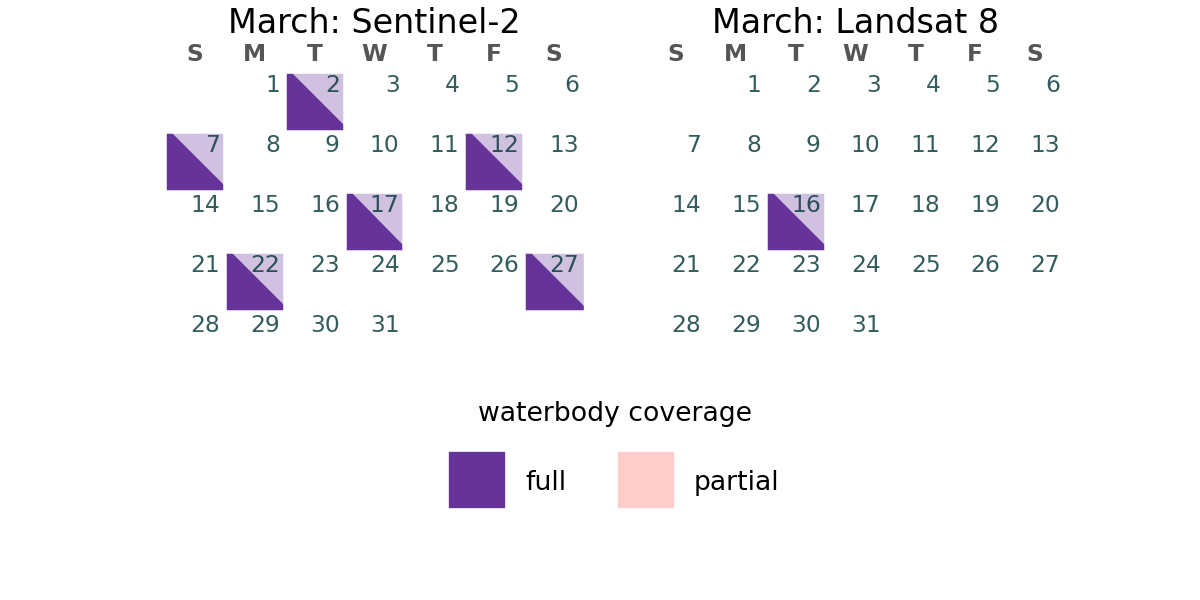 March: Sentinel-2
S M T W T F S
1 2 3 4 5 6
7 8 9 10 11 12 13
14 15 16 17 18 19 20
21 22 23 24 25 26 27
28 29 30 31
March: Landsat 8
S M T W T F S
1 2 3 4 5 6
7 8 9 10 11 12 13
14 15 16 17 18 19 20
21 22 23 24 25 26 27
28 29 30 31
waterbody coverage
full
partial